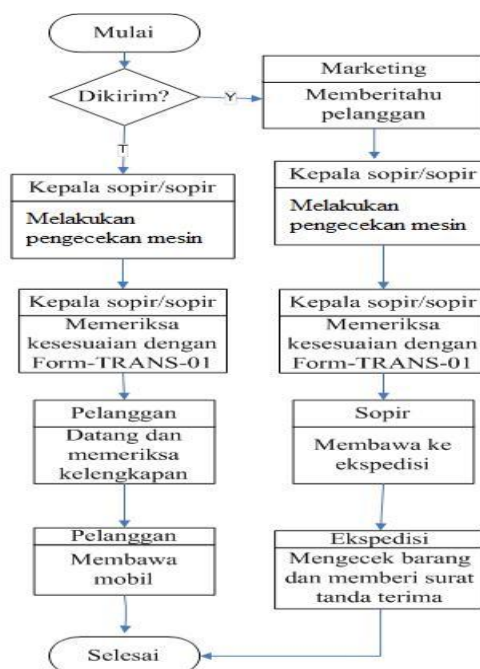 Mulai
Dikirim?
Y
T
Marketing
Memberitahu
pelanggan
Kepala sopir/sopir
Melakukan
pengecekan mesin
Kepala sopir/sopir
Melakukan
pengecekan mesin
Kepala sopir/sopir
Memeriksa
kesesuaian dengan
Form-TRANS-01
Kepala sopir/sopir
Memeriksa
kesesuaian dengan
Form-TRANS-01
Pelanggan
Datang dan
memeriksa
kelengkapan
Sopir
Membawa ke
ekspedisi
Pelanggan
Membawa
mobil
Ekspedisi
Mengecek barang
dan memberi surat
tanda terima
Selesai